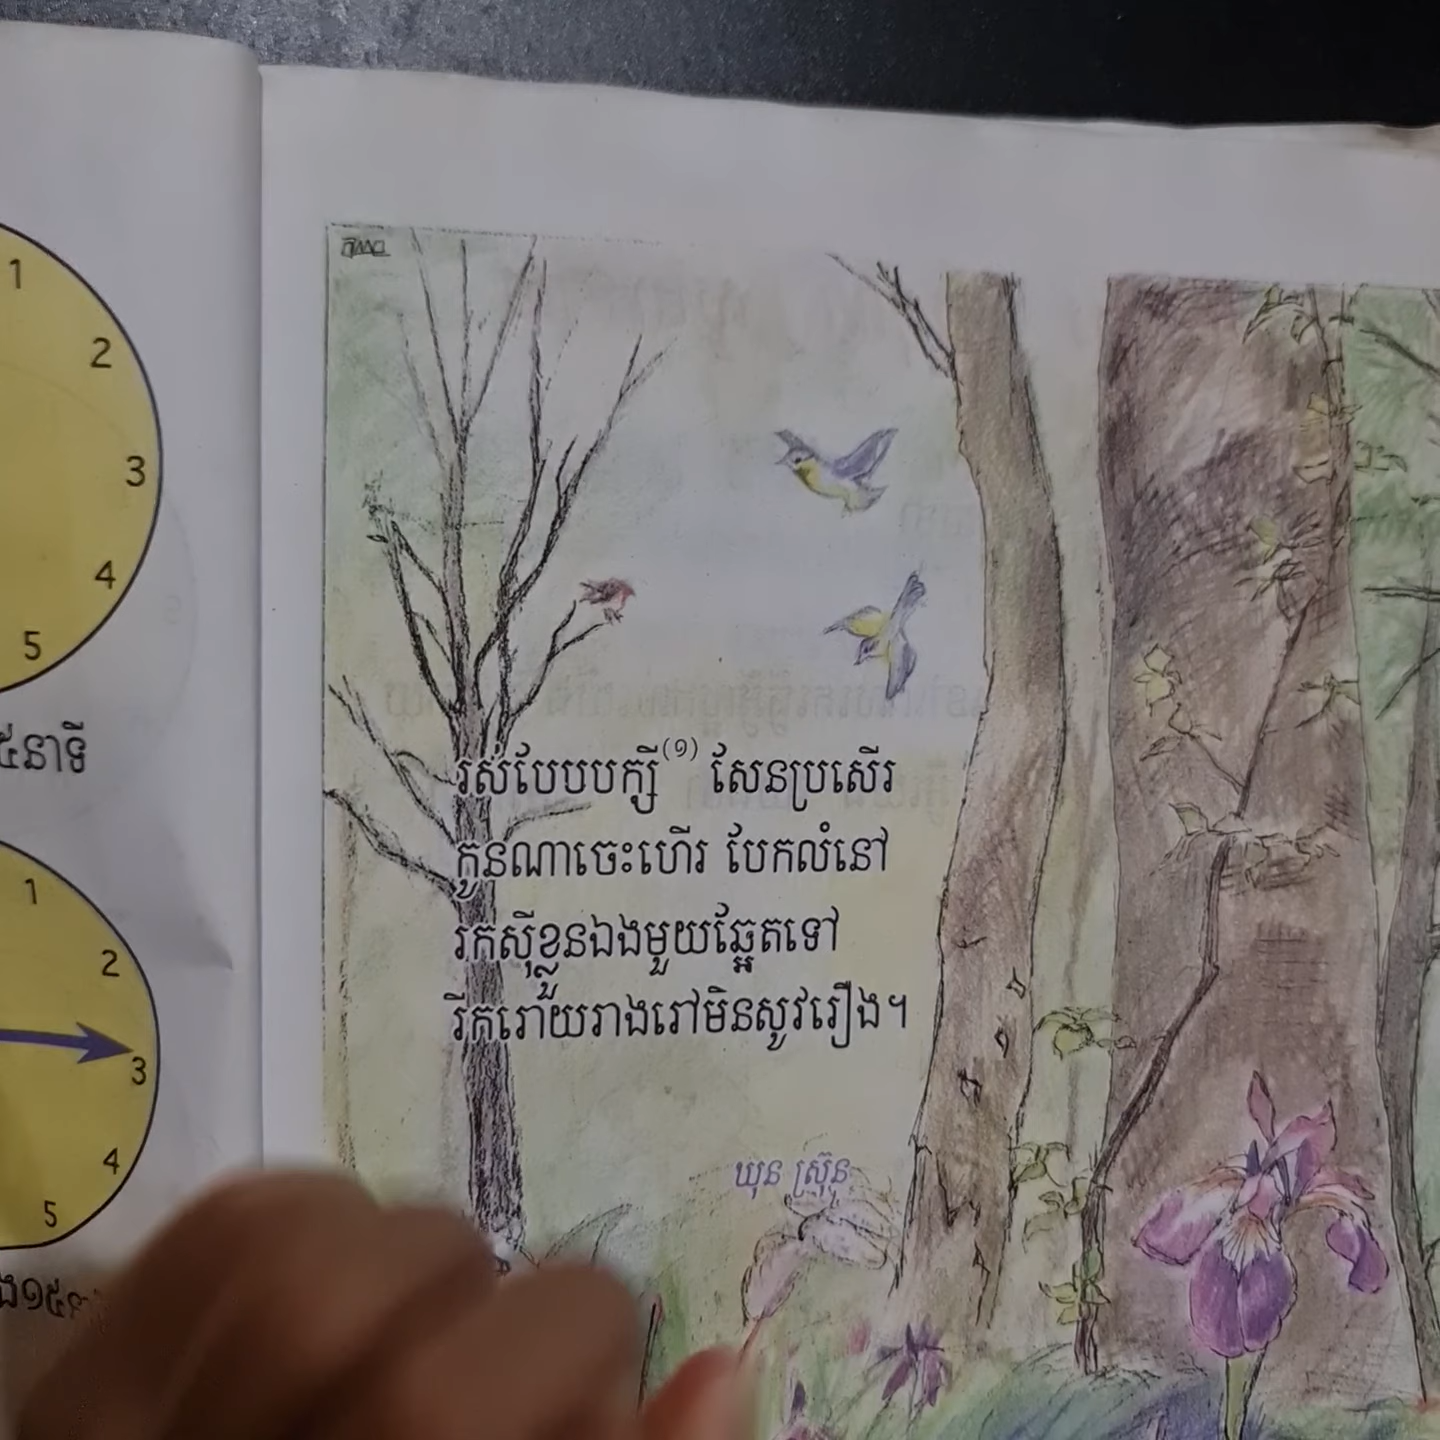 1
2
3
4
5
៥នាទី
1
2
3
4
5
រស់បែបបក្សី(១) សែនប្រសើរ
កូនណាចេះហើរ បែកលំនៅ
រកស៊ីខ្លួនឯងមួយឆ្អែតទៅ
រីករោយរាងរៅមិនសូវរឿង។
ឃុន ស្រ៊ុន